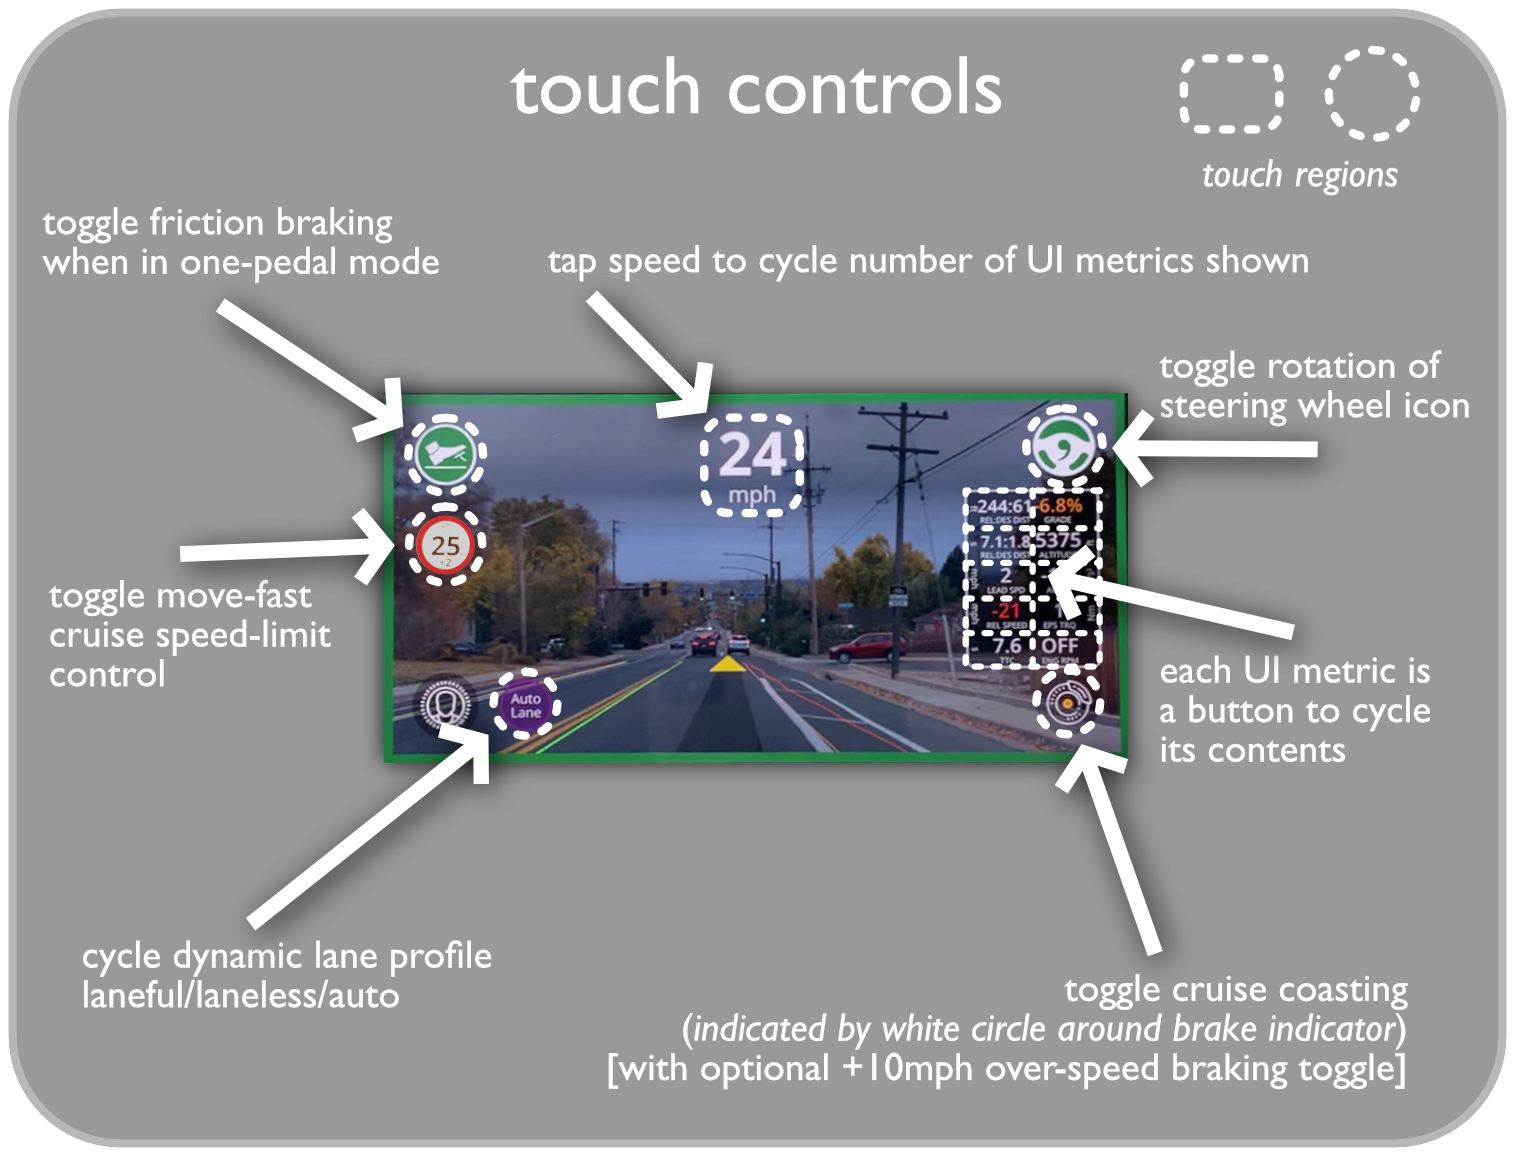 touch controls
touch regions
toggle friction braking
when in one-pedal mode
tap speed to cycle number of UI metrics shown
toggle rotation of
steering wheel icon
24
mph
25
+2
-244:61
REL:DES DIST
-6.8%
GRADE
7.1:1.8
REL:DES DIST
5375
ALTITUDE
2
LEAD SPD
mph
-21
REL SPEED
mph
EPS TRQ
Nm
7.6
TTC
OFF
ENG RPM
Auto
Lane
toggle move-fast
cruise speed-limit
control
each UI metric is
a button to cycle
its contents
cycle dynamic lane profile
laneful/laneless/auto
toggle cruise coasting
(indicated by white circle around brake indicator)
[with optional +10mph over-speed braking toggle]